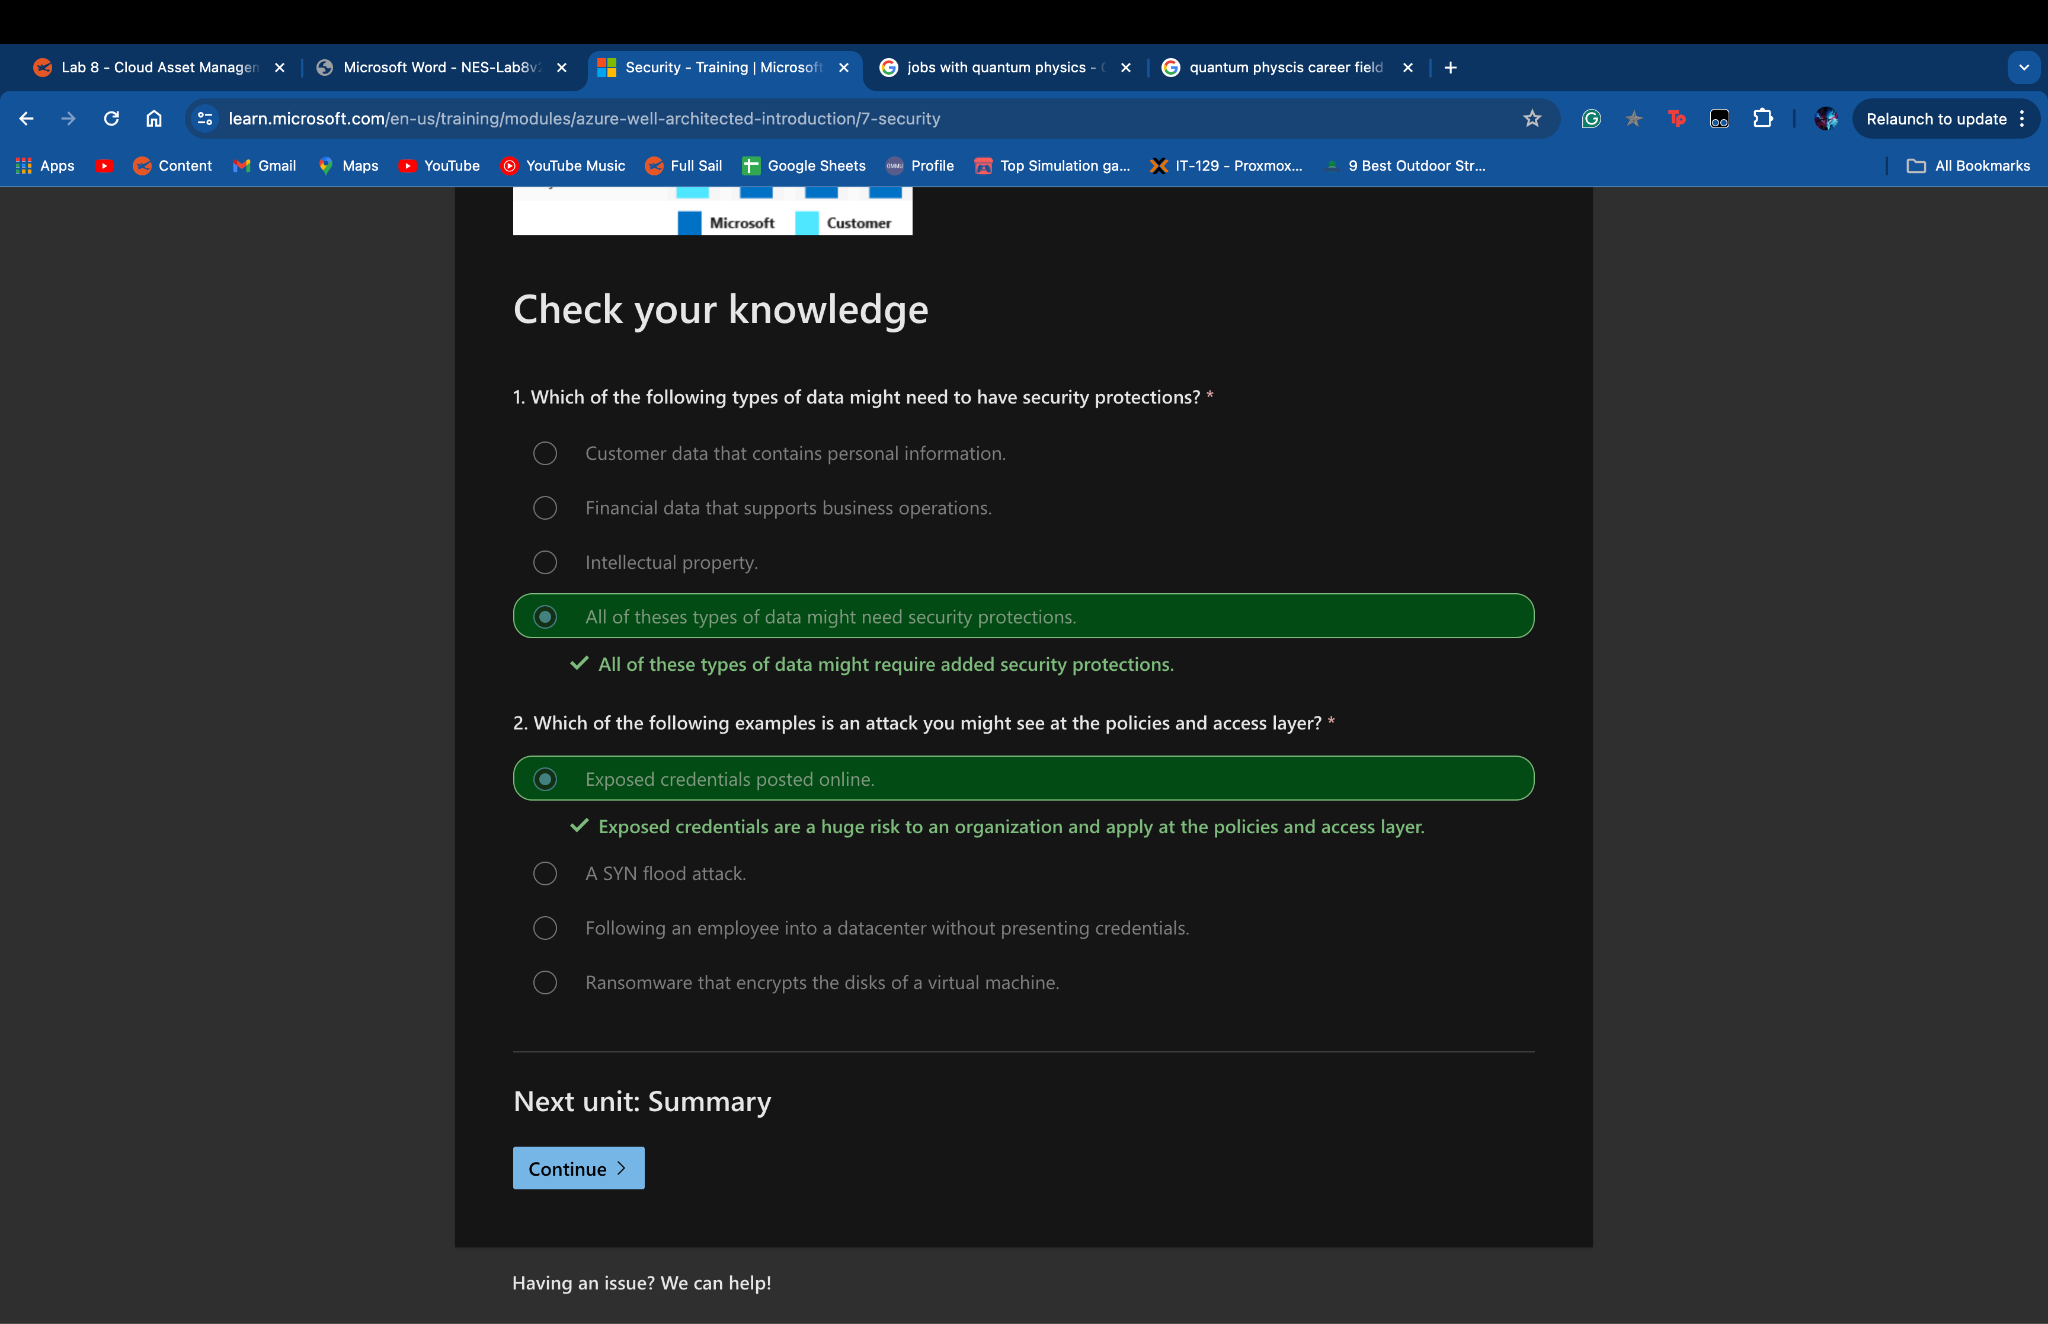 Lab 8 - Cloud Asset Managem
Microsoft Word - NES-Lab8v2
Security - Training | Microsoft
jobs with quantum physics - G
quantum physcis career field
learn.microsoft.com/en-us/training/modules/azure-well-architected-introduction/7-security
Relaunch to update
Apps
Content
Gmail
Maps
YouTube
YouTube Music
Full Sail
Google Sheets
Profile
Top Simulation ga...
IT-129 - Proxmox...
9 Best Outdoor Str...
All Bookmarks
Microsoft
Customer
Check your knowledge
1. Which of the following types of data might need to have security protections? *
Customer data that contains personal information.
Financial data that supports business operations.
Intellectual property.
All of theses types of data might need security protections.
All of these types of data might require added security protections.
2. Which of the following examples is an attack you might see at the policies and access layer? *
Exposed credentials posted online.
Exposed credentials are a huge risk to an organization and apply at the policies and access layer.
A SYN flood attack.
Following an employee into a datacenter without presenting credentials.
Ransomware that encrypts the disks of a virtual machine.
Next unit: Summary
Continue
Having an issue? We can help!